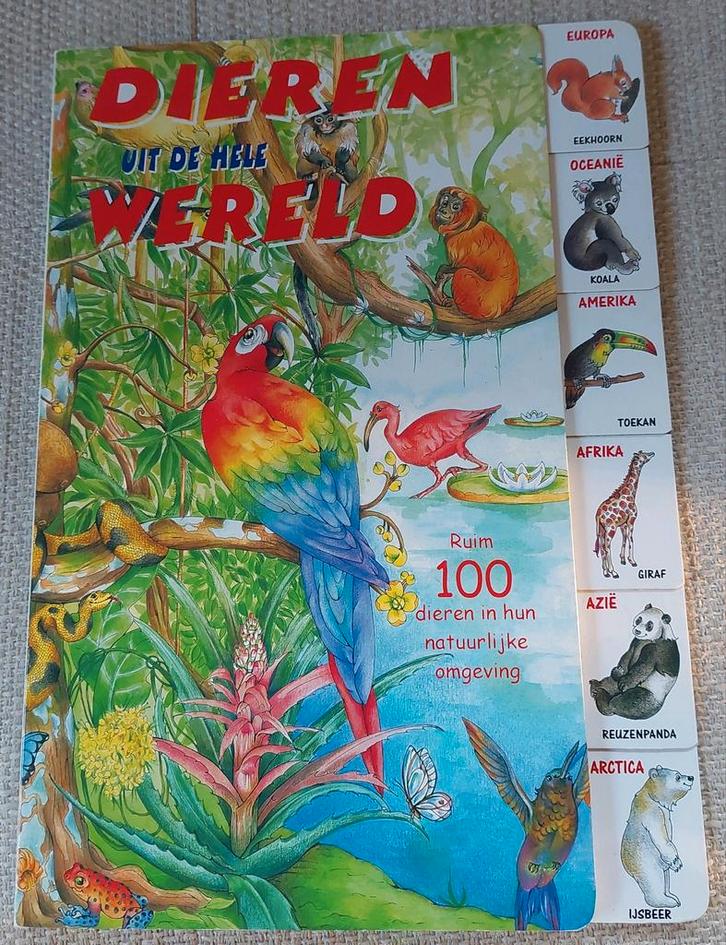 DIEREN
UIT DE HELE
WERELD
Ruim
100
dieren in hun
natuurlijke
omgeving
EUROPA
EEKHOORN
OCEANIË
KOALA
AMERIKA
TOEKAN
AFRIKA
GIRAF
AZIË
REUZENPANDA
ARCTICA
IJSBEER